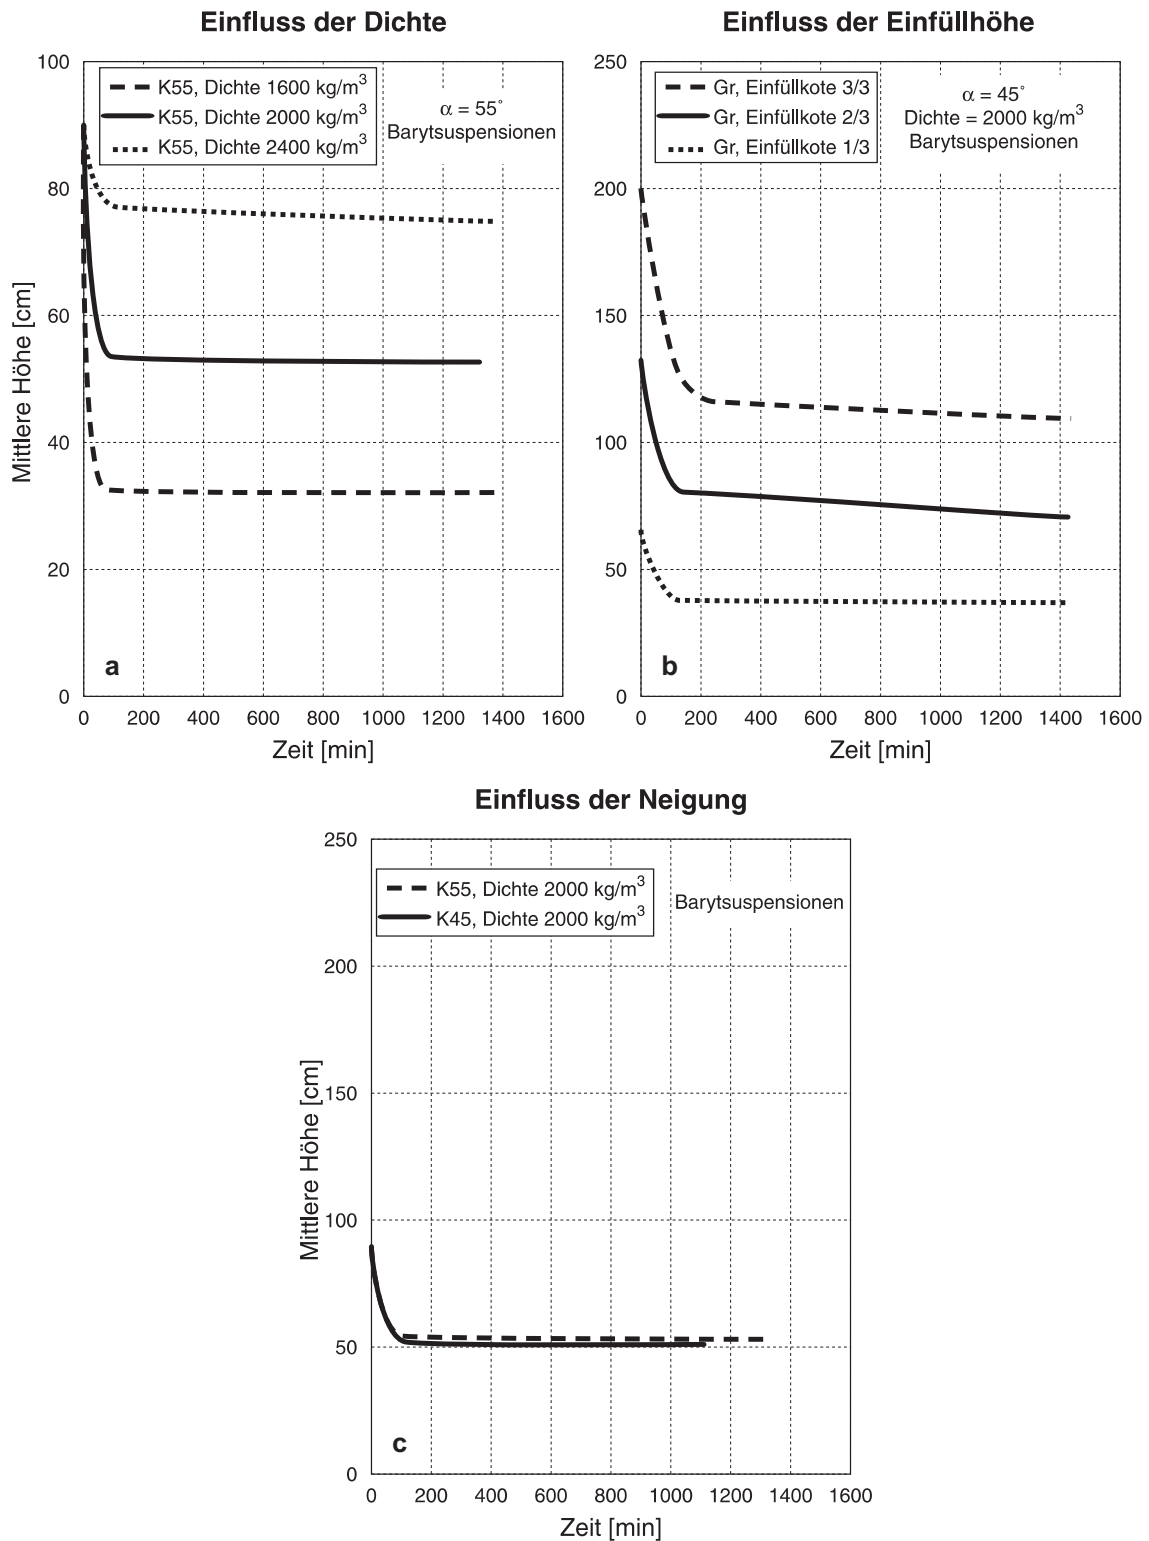 Einfluss der Dichte
100
80
60
40
20
0
Mittlere Höhe [cm]
K55, Dichte 1600 kg/m³
K55, Dichte 2000 kg/m³
K55, Dichte 2400 kg/m³
α = 55°
Barytsuspensionen
a
0 200 400 600 800 1000 1200 1400 1600
Zeit [min]
Einfluss der Einfüllhöhe
250
200
150
100
50
0
Gr, Einfüllkote 3/3
Gr, Einfüllkote 2/3
Gr, Einfüllkote 1/3
α = 45°
Dichte = 2000 kg/m³
Barytsuspensionen
b
0 200 400 600 800 1000 1200 1400 1600
Zeit [min]
Einfluss der Neigung
250
200
150
100
50
0
Mittlere Höhe [cm]
K55, Dichte 2000 kg/m³
K45, Dichte 2000 kg/m³
Barytsuspensionen
c
0 200 400 600 800 1000 1200 1400 1600
Zeit [min]